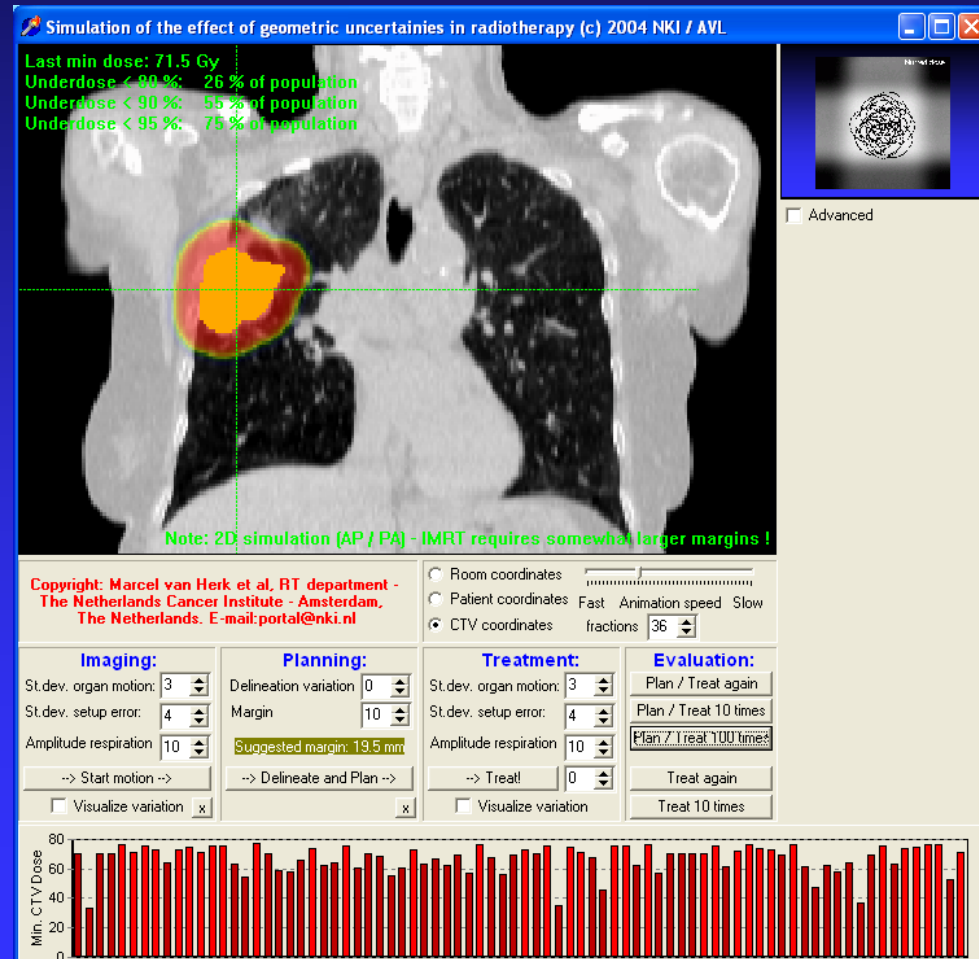 Simulation of the effect of geometric uncertainies in radiotherapy (c) 2004 NKI / AVL
Last min dose: 71.5 Gy
Underdose < 80 %: 26 % of population
Underdose < 90 %: 55 % of population
Underdose < 95 %: 75 % of population
blurred dose
Advanced
Note: 2D simulation (AP / PA) - IMRT requires somewhat larger margins !
Copyright: Marcel van Herk et al, RT department -
The Netherlands Cancer Institute - Amsterdam,
The Netherlands. E-mail:portal@nki.nl
Room coordinates
Patient coordinates
CTV coordinates
Fast Animation speed Slow
fractions 36
Imaging:
St.dev. organ motion: 3
St.dev. setup error: 4
Amplitude respiration 10
--> Start motion -->
Visualize variation x
Planning:
Delineation variation 0
Margin 10
Suggested margin: 19.5 mm
--> Delineate and Plan -->
x
Treatment:
St.dev. organ motion: 3
St.dev. setup error: 4
Amplitude respiration 10
--> Treat! 0
Visualize variation
Evaluation:
Plan / Treat again
Plan / Treat 10 times
Plan / Treat 100 times
Treat again
Treat 10 times
Min. CTV Dose
80
60
40
20
0